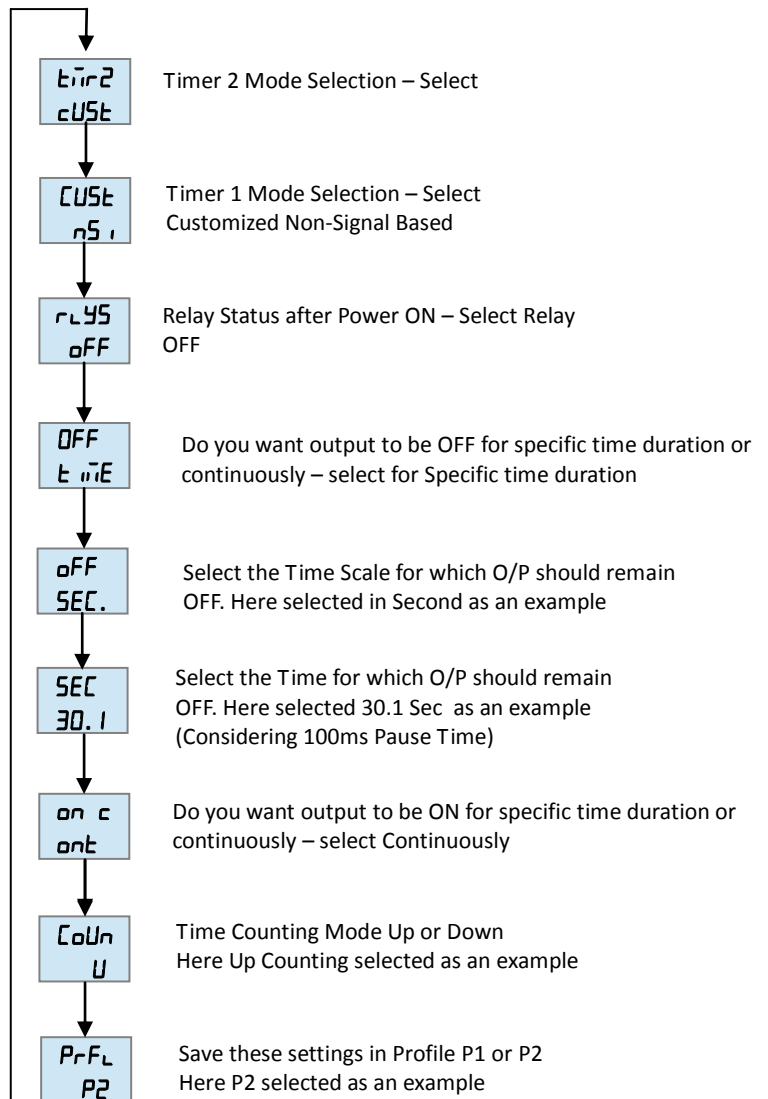 tmr2
cUSt
Timer 2 Mode Selection – Select
CUSt
nSi
Timer 1 Mode Selection – Select
Customized Non-Signal Based
rLYS
oFF
Relay Status after Power ON – Select Relay
OFF
OFF
timE
Do you want output to be OFF for specific time duration or
continuously – select for Specific time duration
oFF
SEC.
Select the Time Scale for which O/P should remain
OFF. Here selected in Second as an example
SEC
30.1
Select the Time for which O/P should remain
OFF. Here selected 30.1 Sec as an example
(Considering 100ms Pause Time)
on c
ont
Do you want output to be ON for specific time duration or
continuously – select Continuously
CoUn
U
Time Counting Mode Up or Down
Here Up Counting selected as an example
PrFL
P2
Save these settings in Profile P1 or P2
Here P2 selected as an example